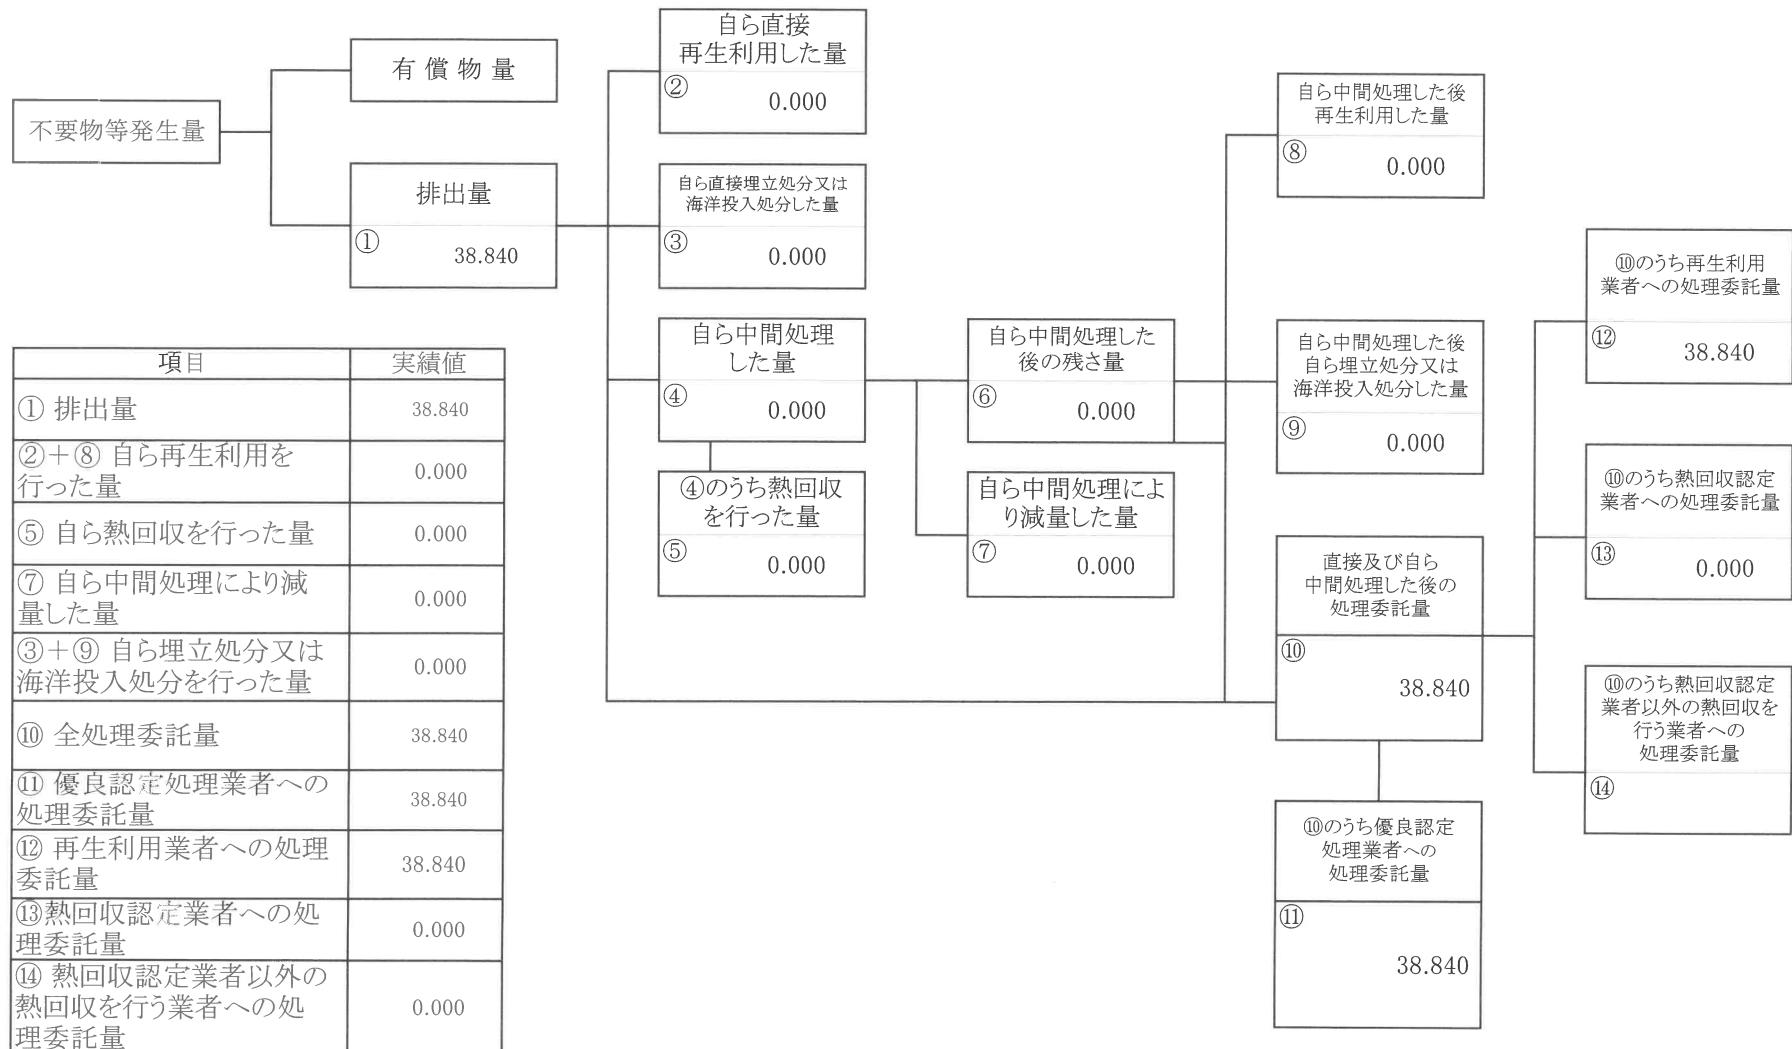 不要物等発生量
有償物量
排出量
①
38.840
自ら直接
再生利用した量
②
0.000
自ら直接埋立処分又は
海洋投入処分した量
③
0.000
自ら中間処理
した量
④
0.000
④のうち熱回収
を行った量
⑤
0.000
自ら中間処理した
後の残さ量
⑥
0.000
自ら中間処理によ
り減量した量
⑦
0.000
自ら中間処理した後
再生利用した量
⑧
0.000
自ら中間処理した後
自ら埋立処分又は
海洋投入処分した量
⑨
0.000
直接及び自ら
中間処理した後の
処理委託量
⑩
38.840
⑩のうち優良認定
処理業者への
処理委託量
⑪
38.840
⑩のうち再生利用
業者への処理委託量
⑫
38.840
⑩のうち熱回収認定
業者への処理委託量
⑬
0.000
⑩のうち熱回収認定
業者以外の熱回収を
行う業者への
処理委託量
⑭
項目 実績値
① 排出量 38.840
②+⑧ 自ら再生利用を
行った量 0.000
⑤ 自ら熱回収を行った量 0.000
⑦ 自ら中間処理により減
量した量 0.000
③+⑨ 自ら埋立処分又は
海洋投入処分を行った量 0.000
⑩ 全処理委託量 38.840
⑪ 優良認定処理業者への
処理委託量 38.840
⑫ 再生利用業者への処理
委託量 38.840
⑬熱回収認定業者への処
理委託量 0.000
⑭ 熱回収認定業者以外の
熱回収を行う業者への処
理委託量 0.000